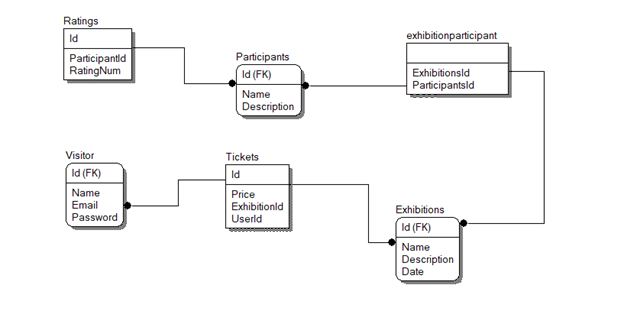 Ratings
Id
ParticipantId
RatingNum
Participants
Id (FK)
Name
Description
exhibitionparticipant
ExhibitionsId
ParticipantsId
Visitor
Id (FK)
Name
Email
Password
Tickets
Id
Price
ExhibitionId
UserId
Exhibitions
Id (FK)
Name
Description
Date